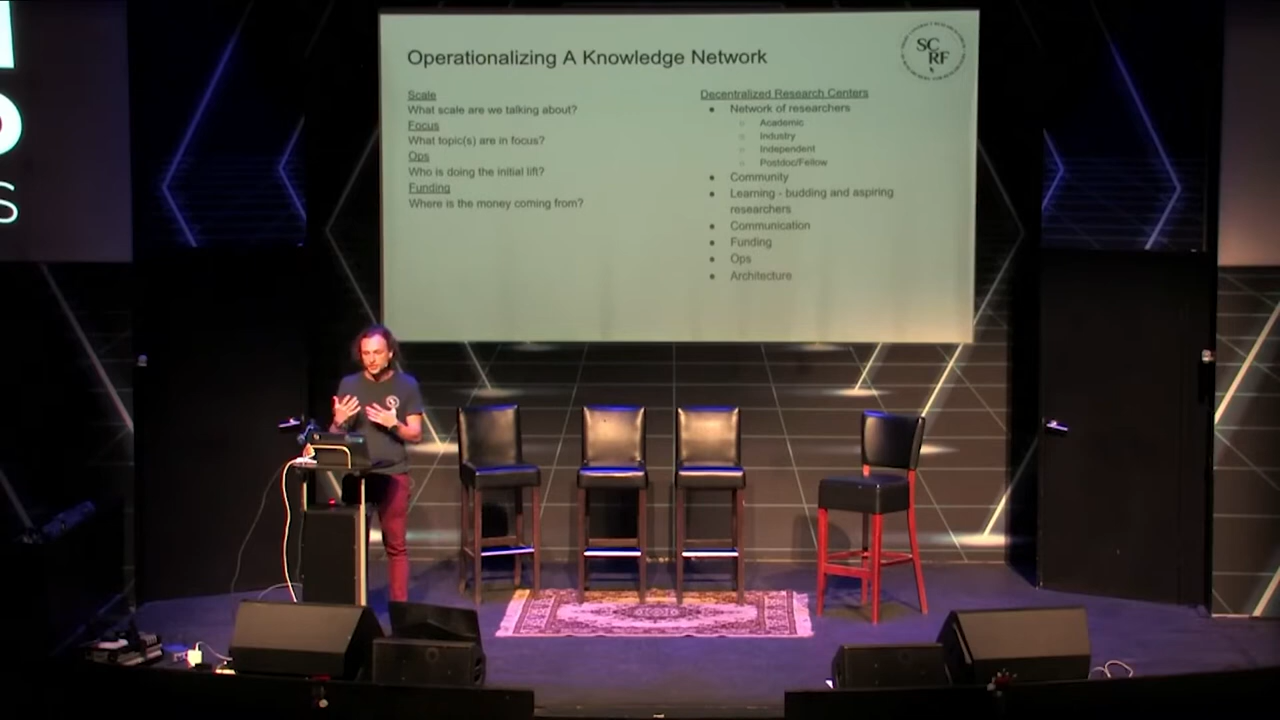 Operationalizing A Knowledge Network
SC
RF
Scale
What scale are we talking about?
Focus
What topic(s) are in focus?
Ops
Who is doing the initial lift?
Funding
Where is the money coming from?
Decentralized Research Centers
Network of researchers
Academic
Industry
Independent
Postdoc/Fellow
Community
Learning - budding and aspiring
researchers
Communication
Funding
Ops
Architecture
S